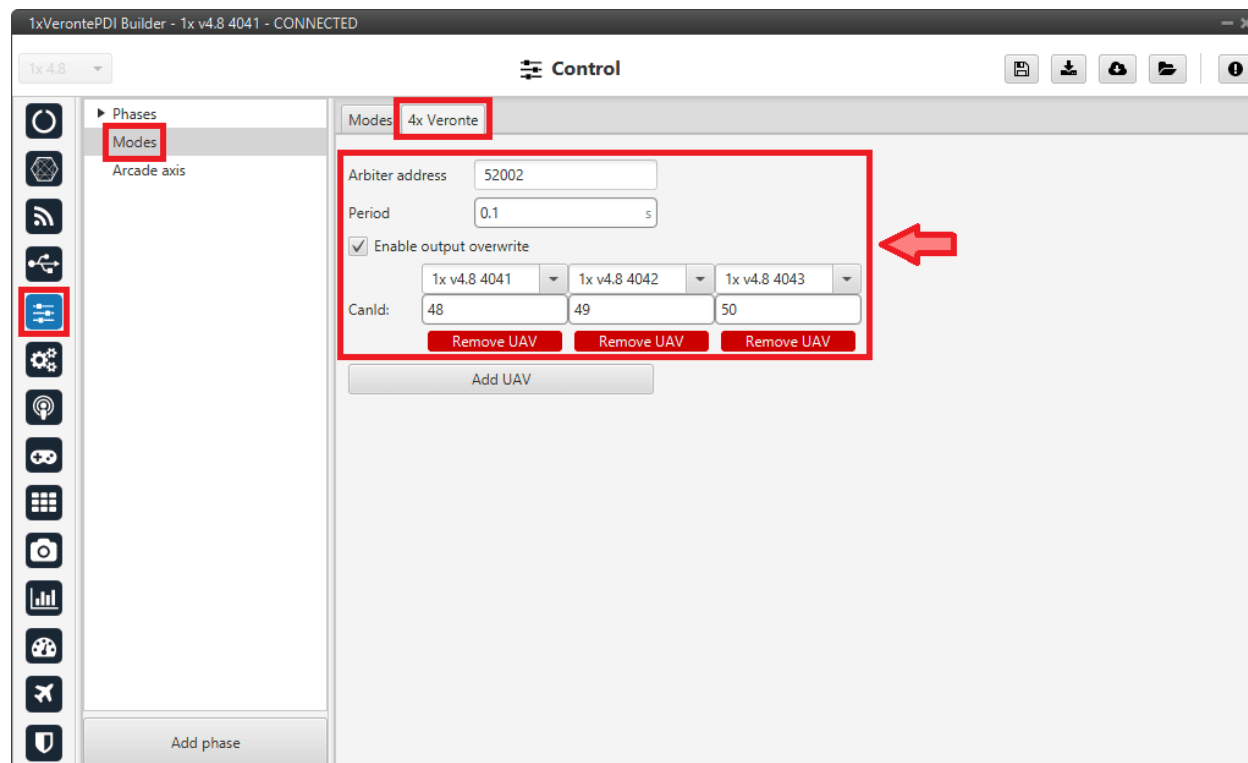 1xVerontePDI Builder - 1x v4.8 4041 - CONNECTED
1x 4.8
Control
Phases
Modes
Arcade axis
Add phase
Modes 4x Veronte
Arbiter address 52002
Period 0.1 s
Enable output overwrite
1x v4.8 4041 1x v4.8 4042 1x v4.8 4043
CanId: 48 49 50
Remove UAV Remove UAV Remove UAV
Add UAV